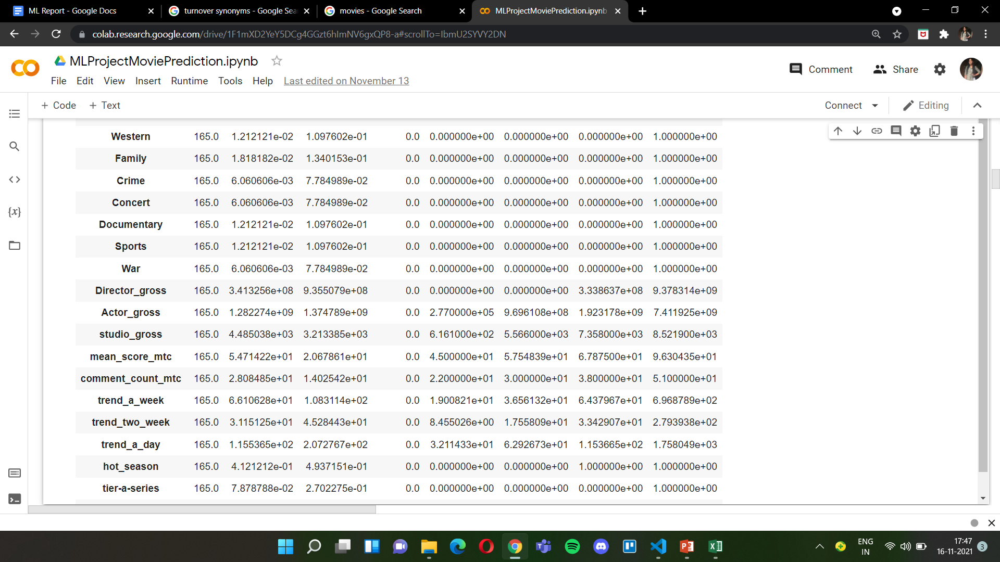 ML Report - Google Docs
turnover synonyms - Google Sea
movies - Google Search
MLProjectMoviePrediction.ipynb
colab.research.google.com/drive/1F1mXD2YeY5DCg4GGzt6hImNV6gxQP8-a#scrollTo=IbmU2SYVY2DN
MLProjectMoviePrediction.ipynb
Comment Share
File Edit View Insert Runtime Tools Help Last edited on November 13
+ Code + Text Connect Editing
Western 165.0 1.212121e-02 1.097602e-01 0.0 0.000000e+00 0.000000e+00 0.000000e+00 1.000000e+00
Family 165.0 1.818182e-02 1.340153e-01 0.0 0.000000e+00 0.000000e+00 0.000000e+00 1.000000e+00
Crime 165.0 6.060606e-03 7.784989e-02 0.0 0.000000e+00 0.000000e+00 0.000000e+00 1.000000e+00
Concert 165.0 6.060606e-03 7.784989e-02 0.0 0.000000e+00 0.000000e+00 0.000000e+00 1.000000e+00
Documentary 165.0 1.212121e-02 1.097602e-01 0.0 0.000000e+00 0.000000e+00 0.000000e+00 1.000000e+00
Sports 165.0 1.212121e-02 1.097602e-01 0.0 0.000000e+00 0.000000e+00 0.000000e+00 1.000000e+00
War 165.0 6.060606e-03 7.784989e-02 0.0 0.000000e+00 0.000000e+00 0.000000e+00 1.000000e+00
Director_gross 165.0 3.413256e+08 9.355079e+08 0.0 0.000000e+00 0.000000e+00 3.338637e+08 9.378314e+09
Actor_gross 165.0 1.282274e+09 1.374789e+09 0.0 2.770000e+05 9.696108e+08 1.923178e+09 7.411925e+09
studio_gross 165.0 4.485038e+03 3.213385e+03 0.0 6.161000e+02 5.566000e+03 7.358000e+03 8.521900e+03
mean_score_mtc 165.0 5.471422e+01 2.067861e+01 0.0 4.500000e+01 5.754839e+01 6.787500e+01 9.630435e+01
comment_count_mtc 165.0 2.808485e+01 1.402542e+01 0.0 2.200000e+01 3.000000e+01 3.800000e+01 5.100000e+01
trend_a_week 165.0 6.610628e+01 1.083114e+02 0.0 1.900821e+01 3.656132e+01 6.437967e+01 6.968789e+02
trend_two_week 165.0 3.115125e+01 4.528443e+01 0.0 8.455026e+00 1.755809e+01 3.342907e+01 2.793938e+02
trend_a_day 165.0 1.155365e+02 2.072767e+02 0.0 3.211433e+01 6.292673e+01 1.153665e+02 1.758049e+03
hot_season 165.0 4.121212e-01 4.937151e-01 0.0 0.000000e+00 0.000000e+00 1.000000e+00 1.000000e+00
tier-a-series 165.0 7.878788e-02 2.702275e-01 0.0 0.000000e+00 0.000000e+00 0.000000e+00 1.000000e+00
ENG
IN
17:47
16-11-2021
3